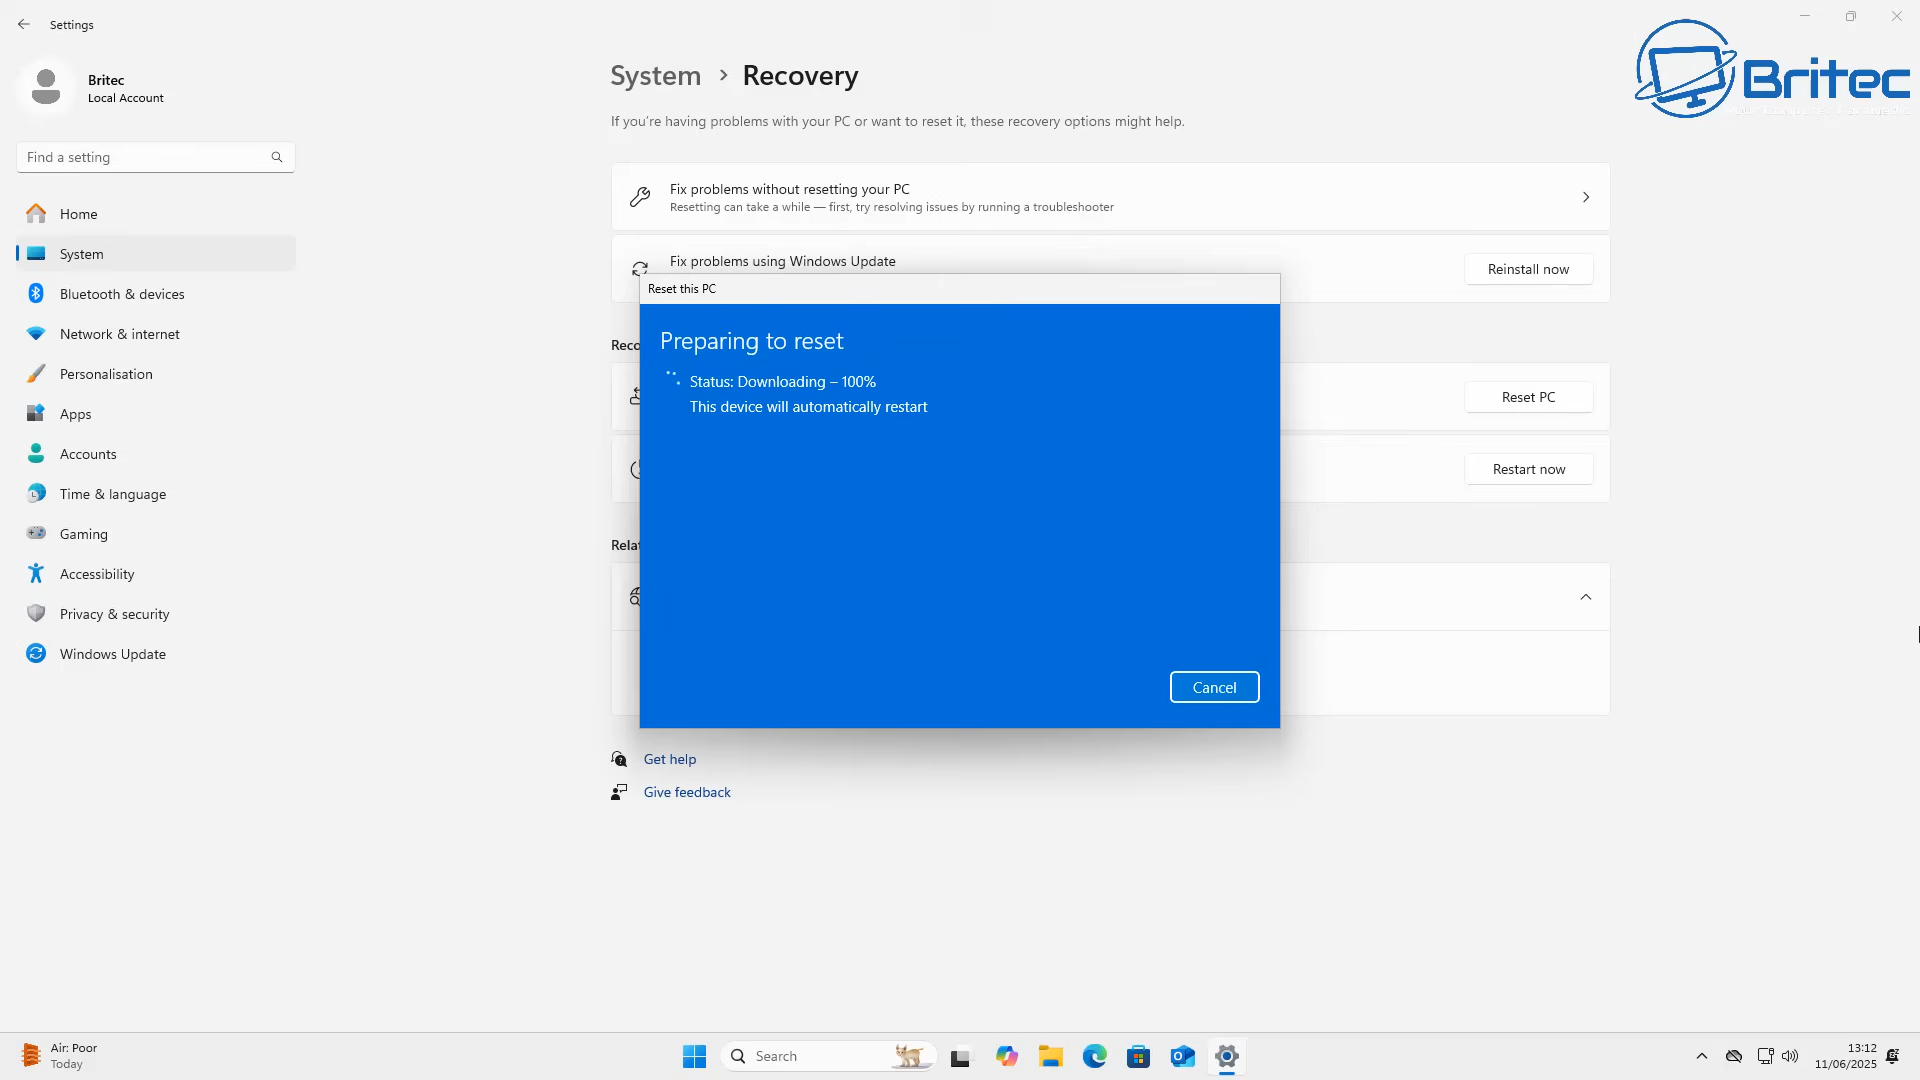 Settings
Britec
Local Account
Find a setting
Home
System
Bluetooth & devices
Network & internet
Personalisation
Apps
Accounts
Time & language
Gaming
Accessibility
Privacy & security
Windows Update
System > Recovery
If you're having problems with your PC or want to reset it, these recovery options might help.
Fix problems without resetting your PC
Resetting can take a while — first, try resolving issues by running a troubleshooter
Fix problems using Windows Update
Reinstall now
Reset this PC
Preparing to reset
Status: Downloading – 100%
This device will automatically restart
Cancel
Reco
Reset PC
Restart now
Relat
Get help
Give feedback
Britec
Air: Poor
Today
Search
13:12
11/06/2025